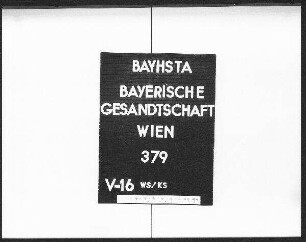 BAYHSTA
BAYERISCHE
GESANDTSCHAFT
WIEN
379
V-16 WS/KS